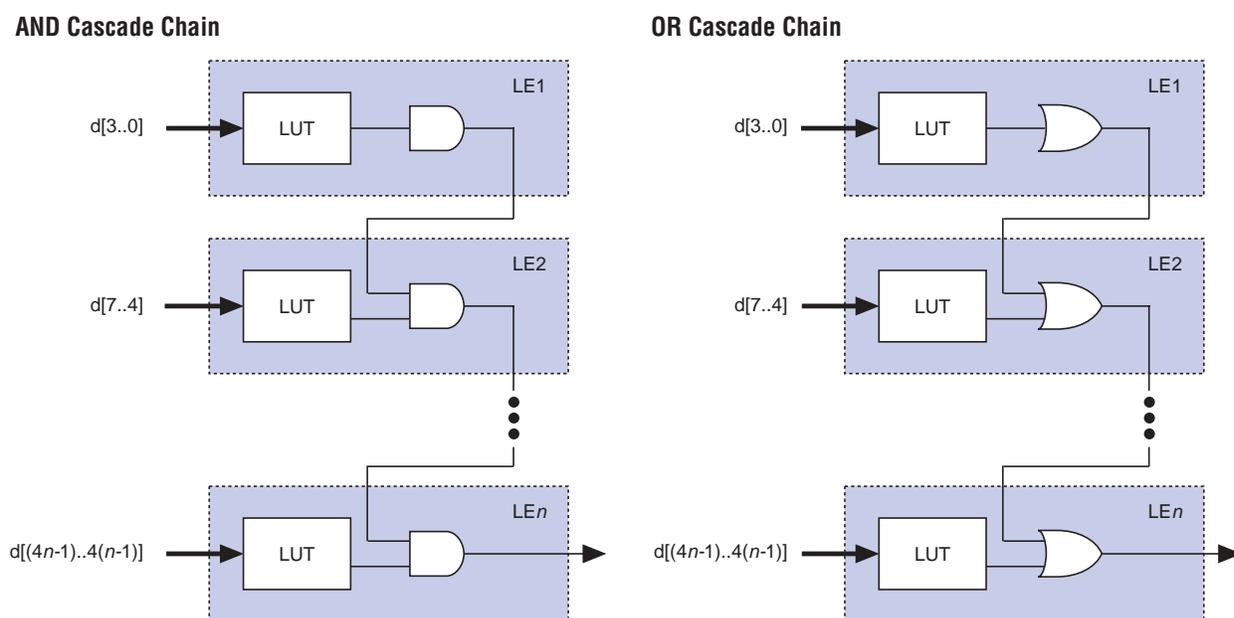 AND Cascade Chain
LE1
d[3..0]
LUT
LE2
d[7..4]
LUT
LEn
d[(4n-1)..4(n-1)]
LUT
OR Cascade Chain
LE1
d[3..0]
LUT
LE2
d[7..4]
LUT
LEn
d[(4n-1)..4(n-1)]
LUT